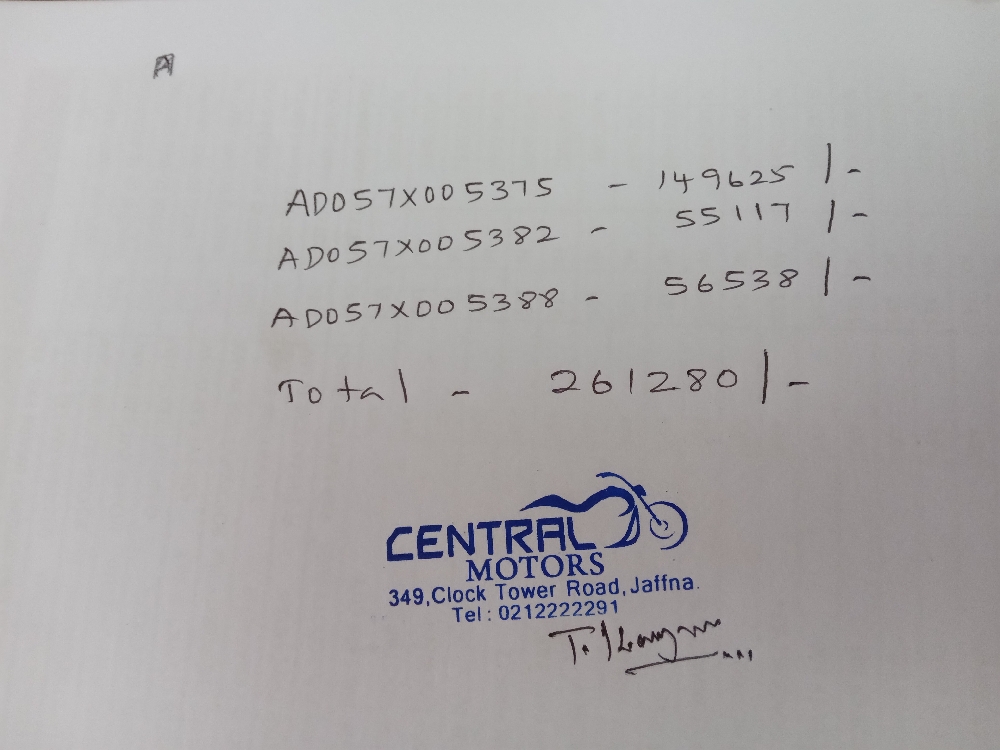 A
AD057X005375 - 149625/-
AD057X005382 - 55117/-
AD057X005388 - 56538/-
Total - 261280/-
CENTRAL
MOTORS
349,Clock Tower Road,Jaffna.
Tel : 0212222291